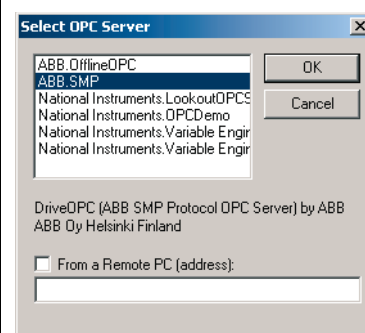 Select OPC Server
ABB.OfflineOPC
ABB.SMP
National Instruments.LookoutOPCS
National Instruments.OPCDemo
National Instruments.Variable Engir
National Instruments.Variable Engir
OK
Cancel
DriveOPC (ABB SMP Protocol OPC Server) by ABB
ABB Oy Helsinki Finland
From a Remote PC (address):